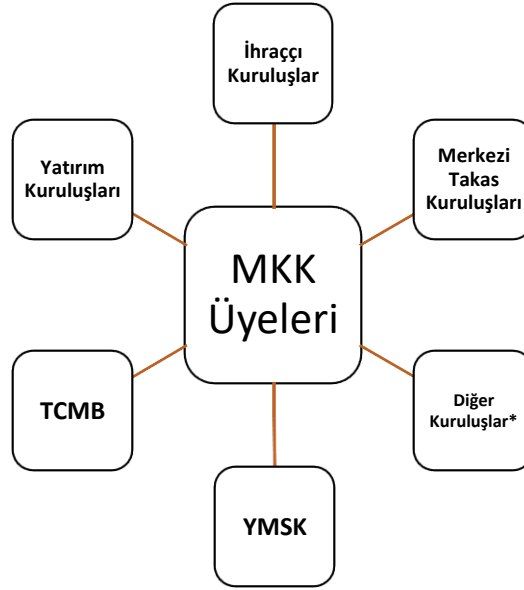 İhraççı
Kuruluşlar
Yatırım
Kuruluşları
Merkezi
Takas
Kuruluşları
MKK
Üyeleri
TCMB
Diğer
Kuruluşlar*
YMSK